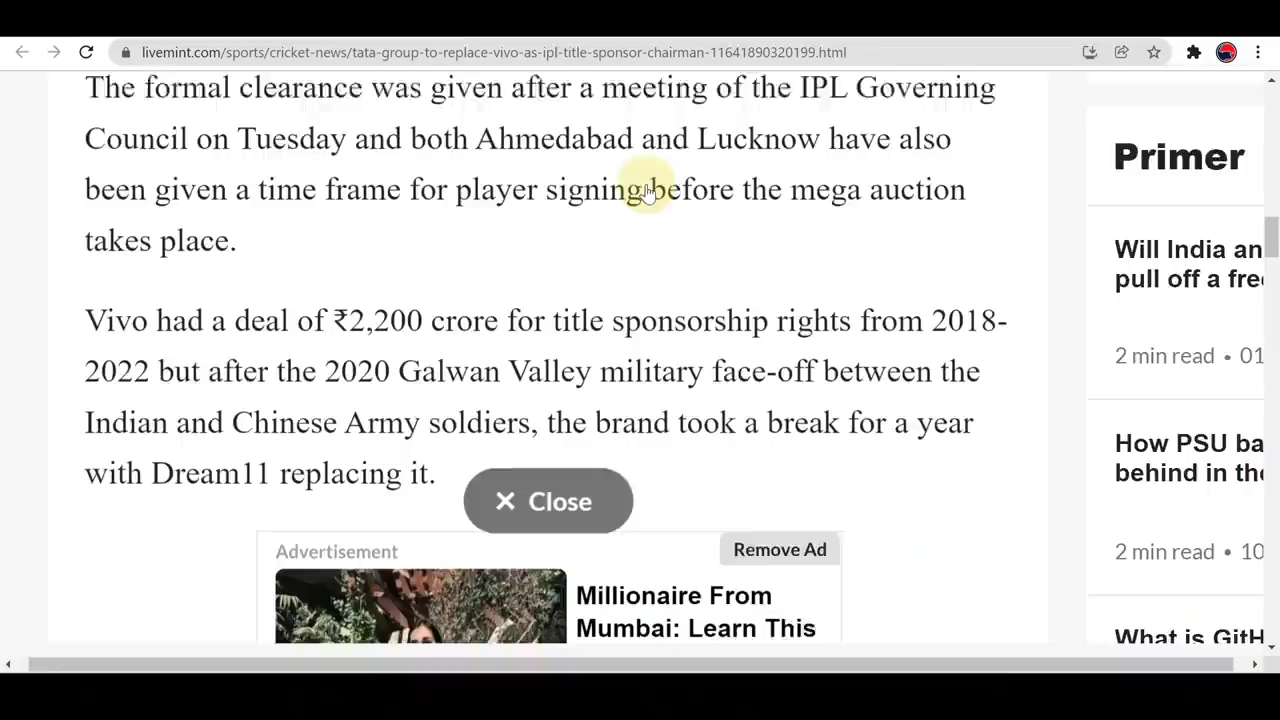 livemint.com/sports/cricket-news/tata-group-to-replace-vivo-as-ipl-title-sponsor-chairman-11641890320199.html
The formal clearance was given after a meeting of the IPL Governing
Council on Tuesday and both Ahmedabad and Lucknow have also
been given a time frame for player signing before the mega auction
takes place.
Vivo had a deal of ₹2,200 crore for title sponsorship rights from 2018-
2022 but after the 2020 Galwan Valley military face-off between the
Indian and Chinese Army soldiers, the brand took a break for a year
with Dream11 replacing it.
× Close
Advertisement
Remove Ad
Millionaire From
Mumbai: Learn This
Primer
Will India an
pull off a fre
2 min read • 01
How PSU ba
behind in the
2 min read • 10
What is GitH